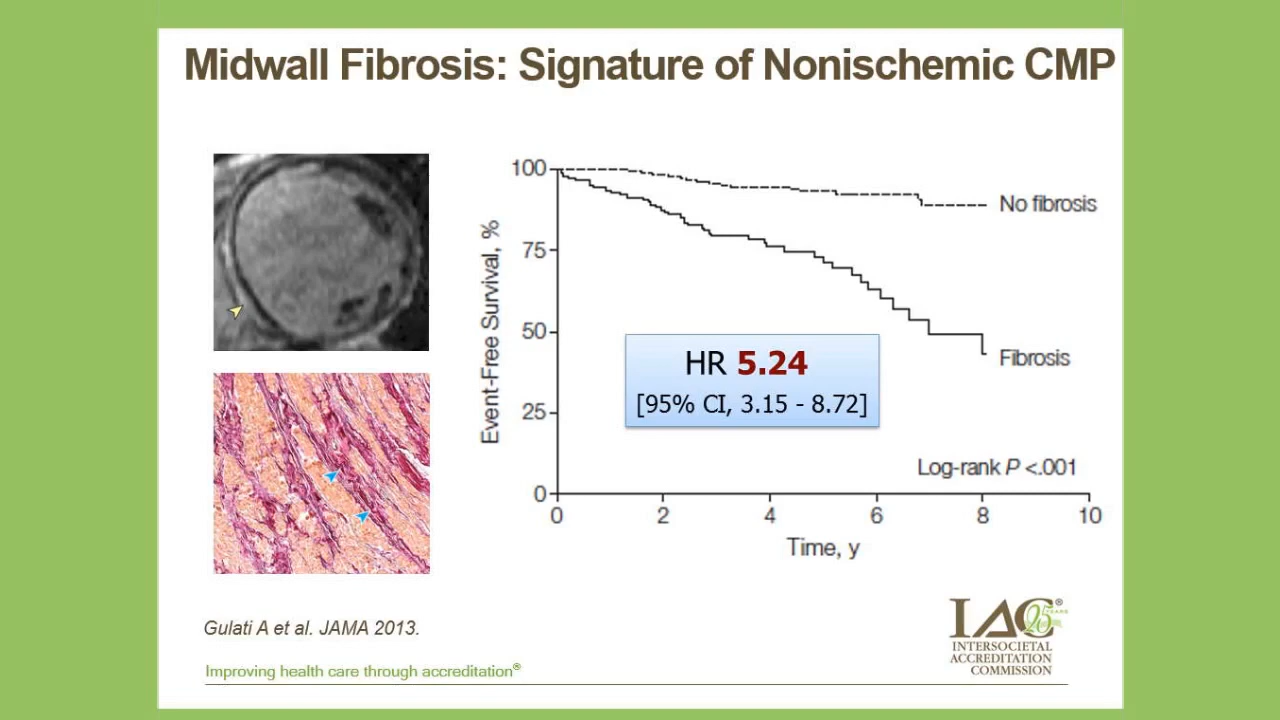 Midwall Fibrosis: Signature of Nonischemic CMP
Event-Free Survival, %
100
75
50
25
0
No fibrosis
Fibrosis
HR 5.24
[95% CI, 3.15 - 8.72]
Log-rank P <.001
0 2 4 6 8 10
Time, y
Gulati A et al. JAMA 2013.
Improving health care through accreditation®
IAC®
25 YEARS
INTERSOCIETAL
ACCREDITATION
COMMISSION